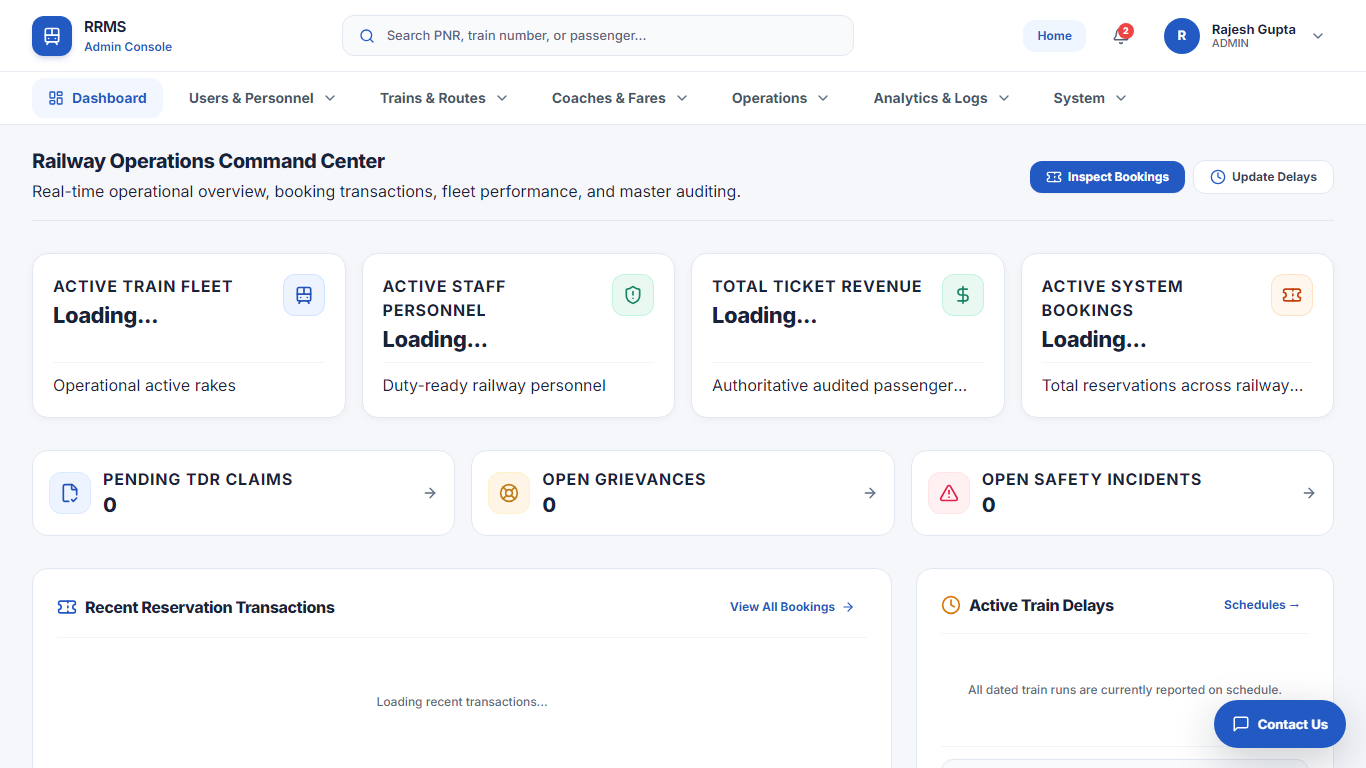 RRMS
Admin Console
Search PNR, train number, or passenger...
Home
2
R
Rajesh Gupta
ADMIN
Dashboard
Users & Personnel
Trains & Routes
Coaches & Fares
Operations
Analytics & Logs
System
Railway Operations Command Center
Real-time operational overview, booking transactions, fleet performance, and master auditing.
Inspect Bookings
Update Delays
ACTIVE TRAIN FLEET
Loading...
Operational active rakes
ACTIVE STAFF
PERSONNEL
Loading...
Duty-ready railway personnel
TOTAL TICKET REVENUE
Loading...
Authoritative audited passenger...
ACTIVE SYSTEM
BOOKINGS
Loading...
Total reservations across railway...
PENDING TDR CLAIMS
0
OPEN GRIEVANCES
0
OPEN SAFETY INCIDENTS
0
Recent Reservation Transactions
View All Bookings →
Loading recent transactions...
Active Train Delays
Schedules →
All dated train runs are currently reported on schedule.
Contact Us